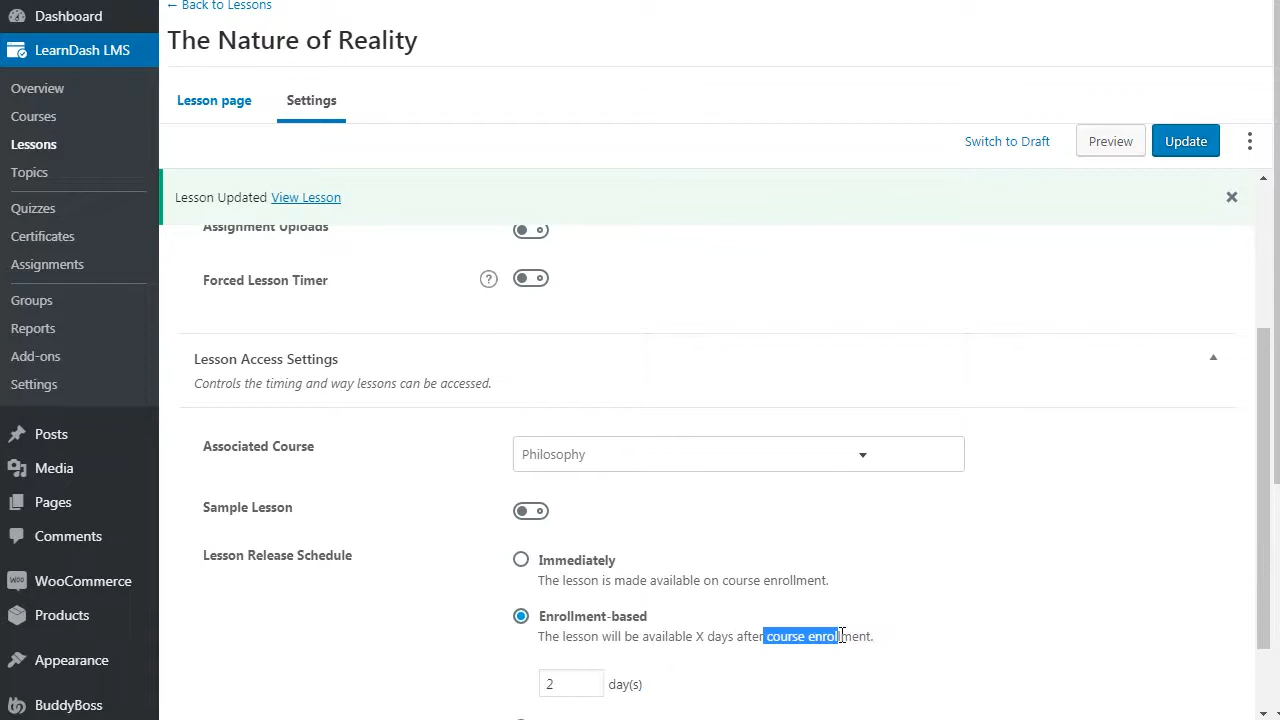 Dashboard
LearnDash LMS
Overview
Courses
Lessons
Topics
Quizzes
Certificates
Assignments
Groups
Reports
Add-ons
Settings
Posts
Media
Pages
Comments
WooCommerce
Products
Appearance
BuddyBoss
← Back to Lessons
The Nature of Reality
Lesson page Settings
Switch to Draft Preview Update
Lesson Updated View Lesson
Assignment Uploads
Forced Lesson Timer ?
Lesson Access Settings
Controls the timing and way lessons can be accessed.
Associated Course Philosophy
Sample Lesson
Lesson Release Schedule Immediately
The lesson is made available on course enrollment.
Enrollment-based
The lesson will be available X days after course enrollment.
2 day(s)